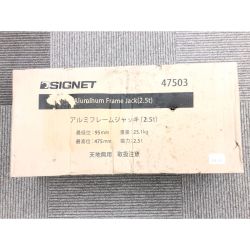 SIGNET 47503
Aluminum Frame Jack(2.5t)
アルミフレームジャッキ(2.5t)
最低位：95mm 重量：25.1kg
最高位：475mm 能力：2.5t
天地無用 取扱注意